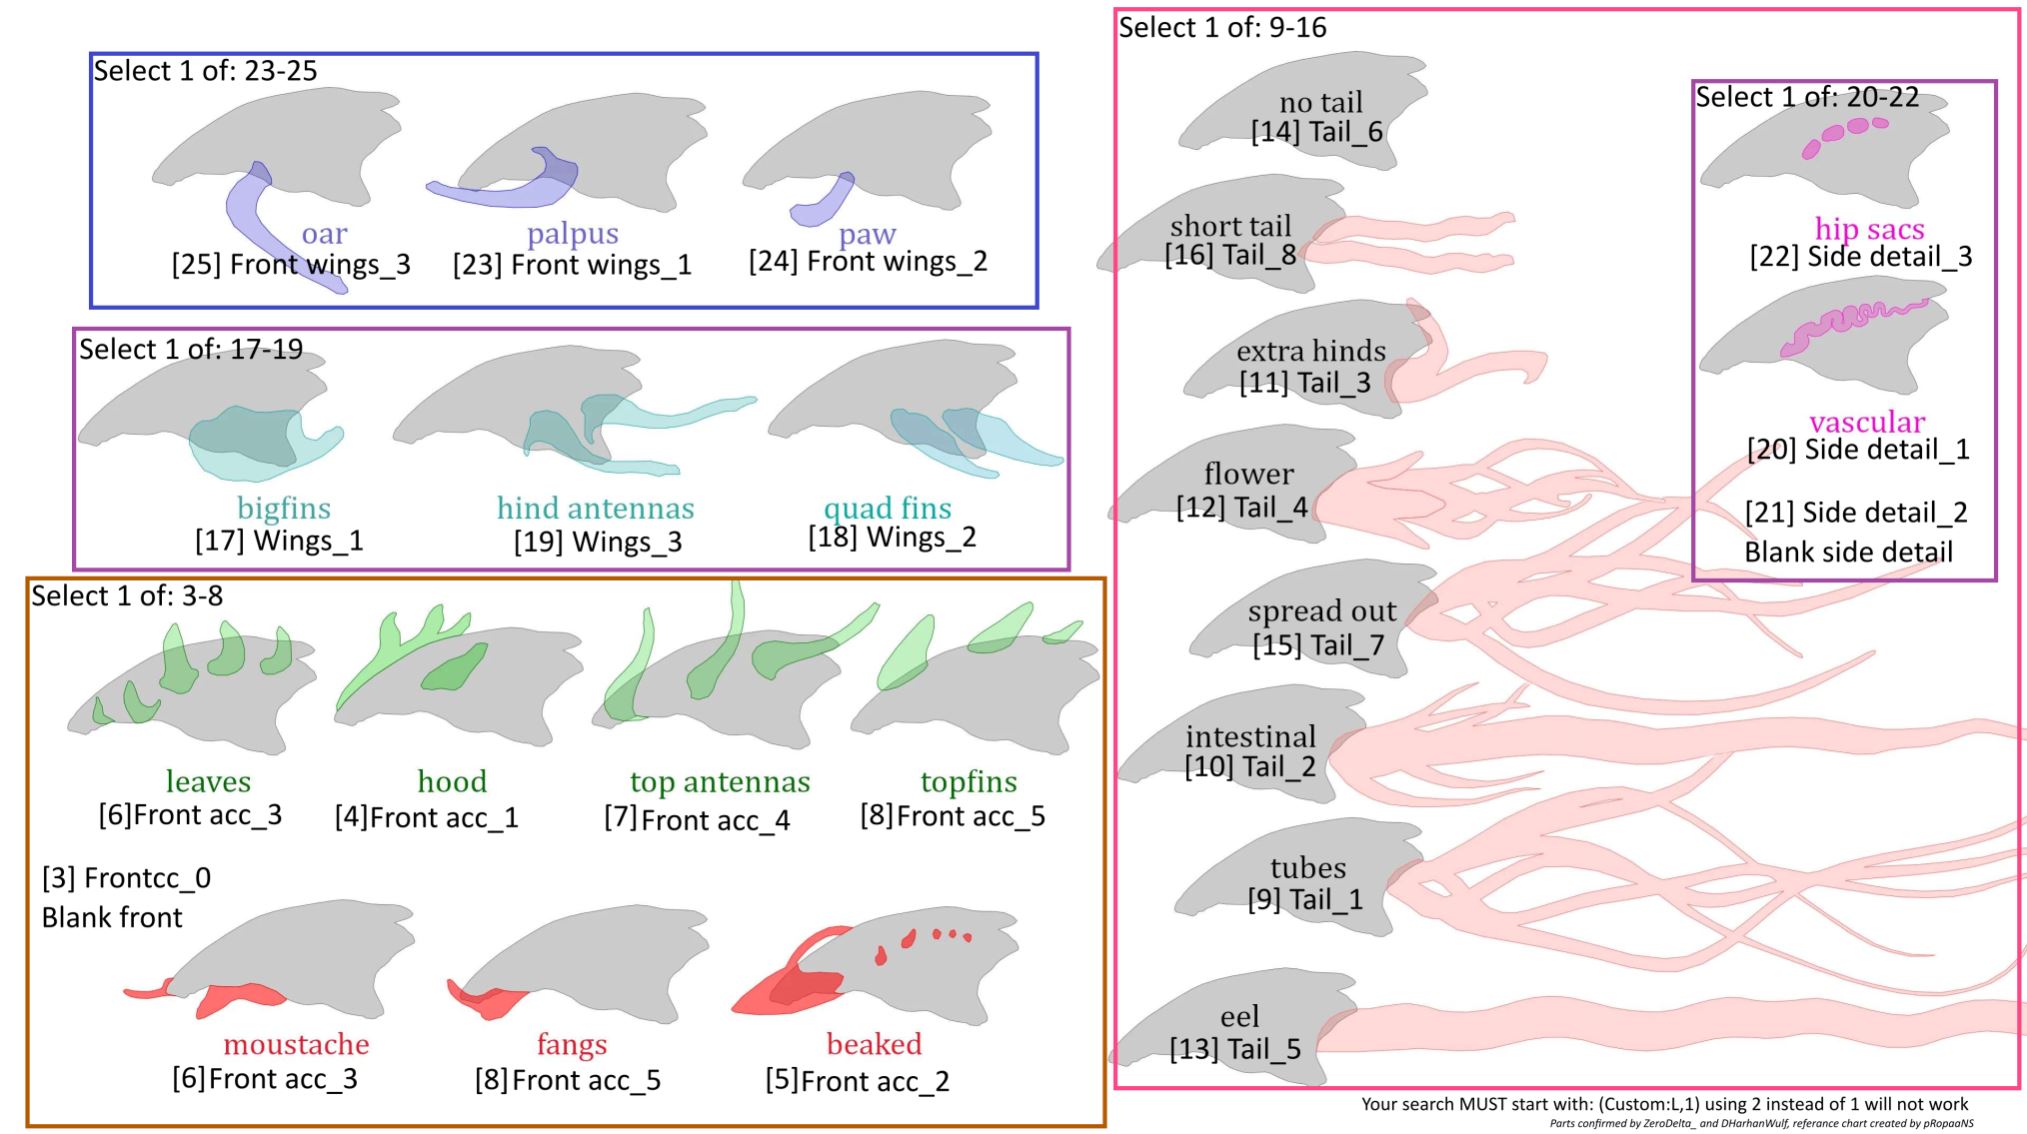 Select 1 of: 23-25
oar
[25] Front wings_3
palpus
[23] Front wings_1
paw
[24] Front wings_2
Select 1 of: 17-19
bigfins
[17] Wings_1
hind antennas
[19] Wings_3
quad fins
[18] Wings_2
Select 1 of: 3-8
leaves
[6]Front acc_3
hood
[4]Front acc_1
top antennas
[7]Front acc_4
topfins
[8]Front acc_5
[3] Frontcc_0
Blank front
moustache
[6]Front acc_3
fangs
[8]Front acc_5
beaked
[5]Front acc_2
Select 1 of: 9-16
no tail
[14] Tail_6
short tail
[16] Tail_8
extra hinds
[11] Tail_3
flower
[12] Tail_4
spread out
[15] Tail_7
intestinal
[10] Tail_2
tubes
[9] Tail_1
eel
[13] Tail_5
Select 1 of: 20-22
hip sacs
[22] Side detail_3
vascular
[20] Side detail_1
[21] Side detail_2
Blank side detail
Your search MUST start with: (Custom:L,1) using 2 instead of 1 will not work
Parts confirmed by ZeroDelta_ and DHarhanWulf, referance chart created by pRopaaNS